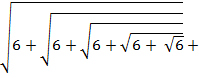 √(6 + √(6 + √(6 + √(6 + √6)))) +